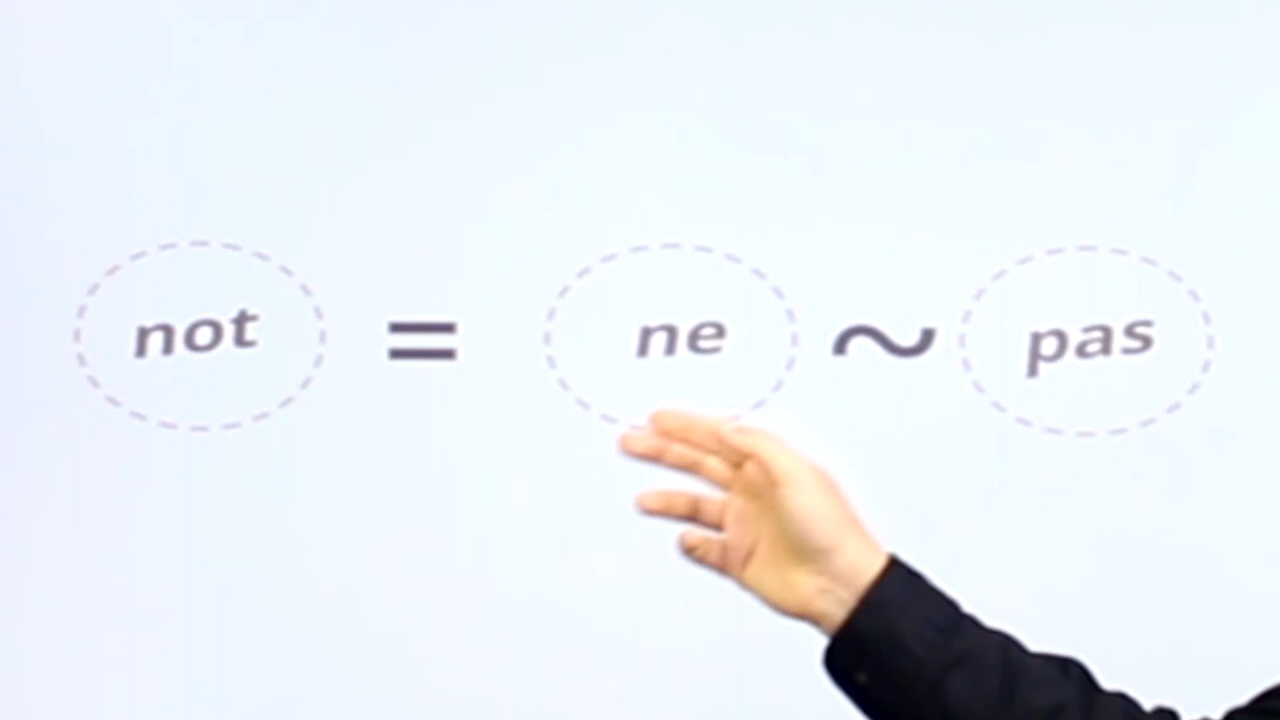 not = ne ~ pas